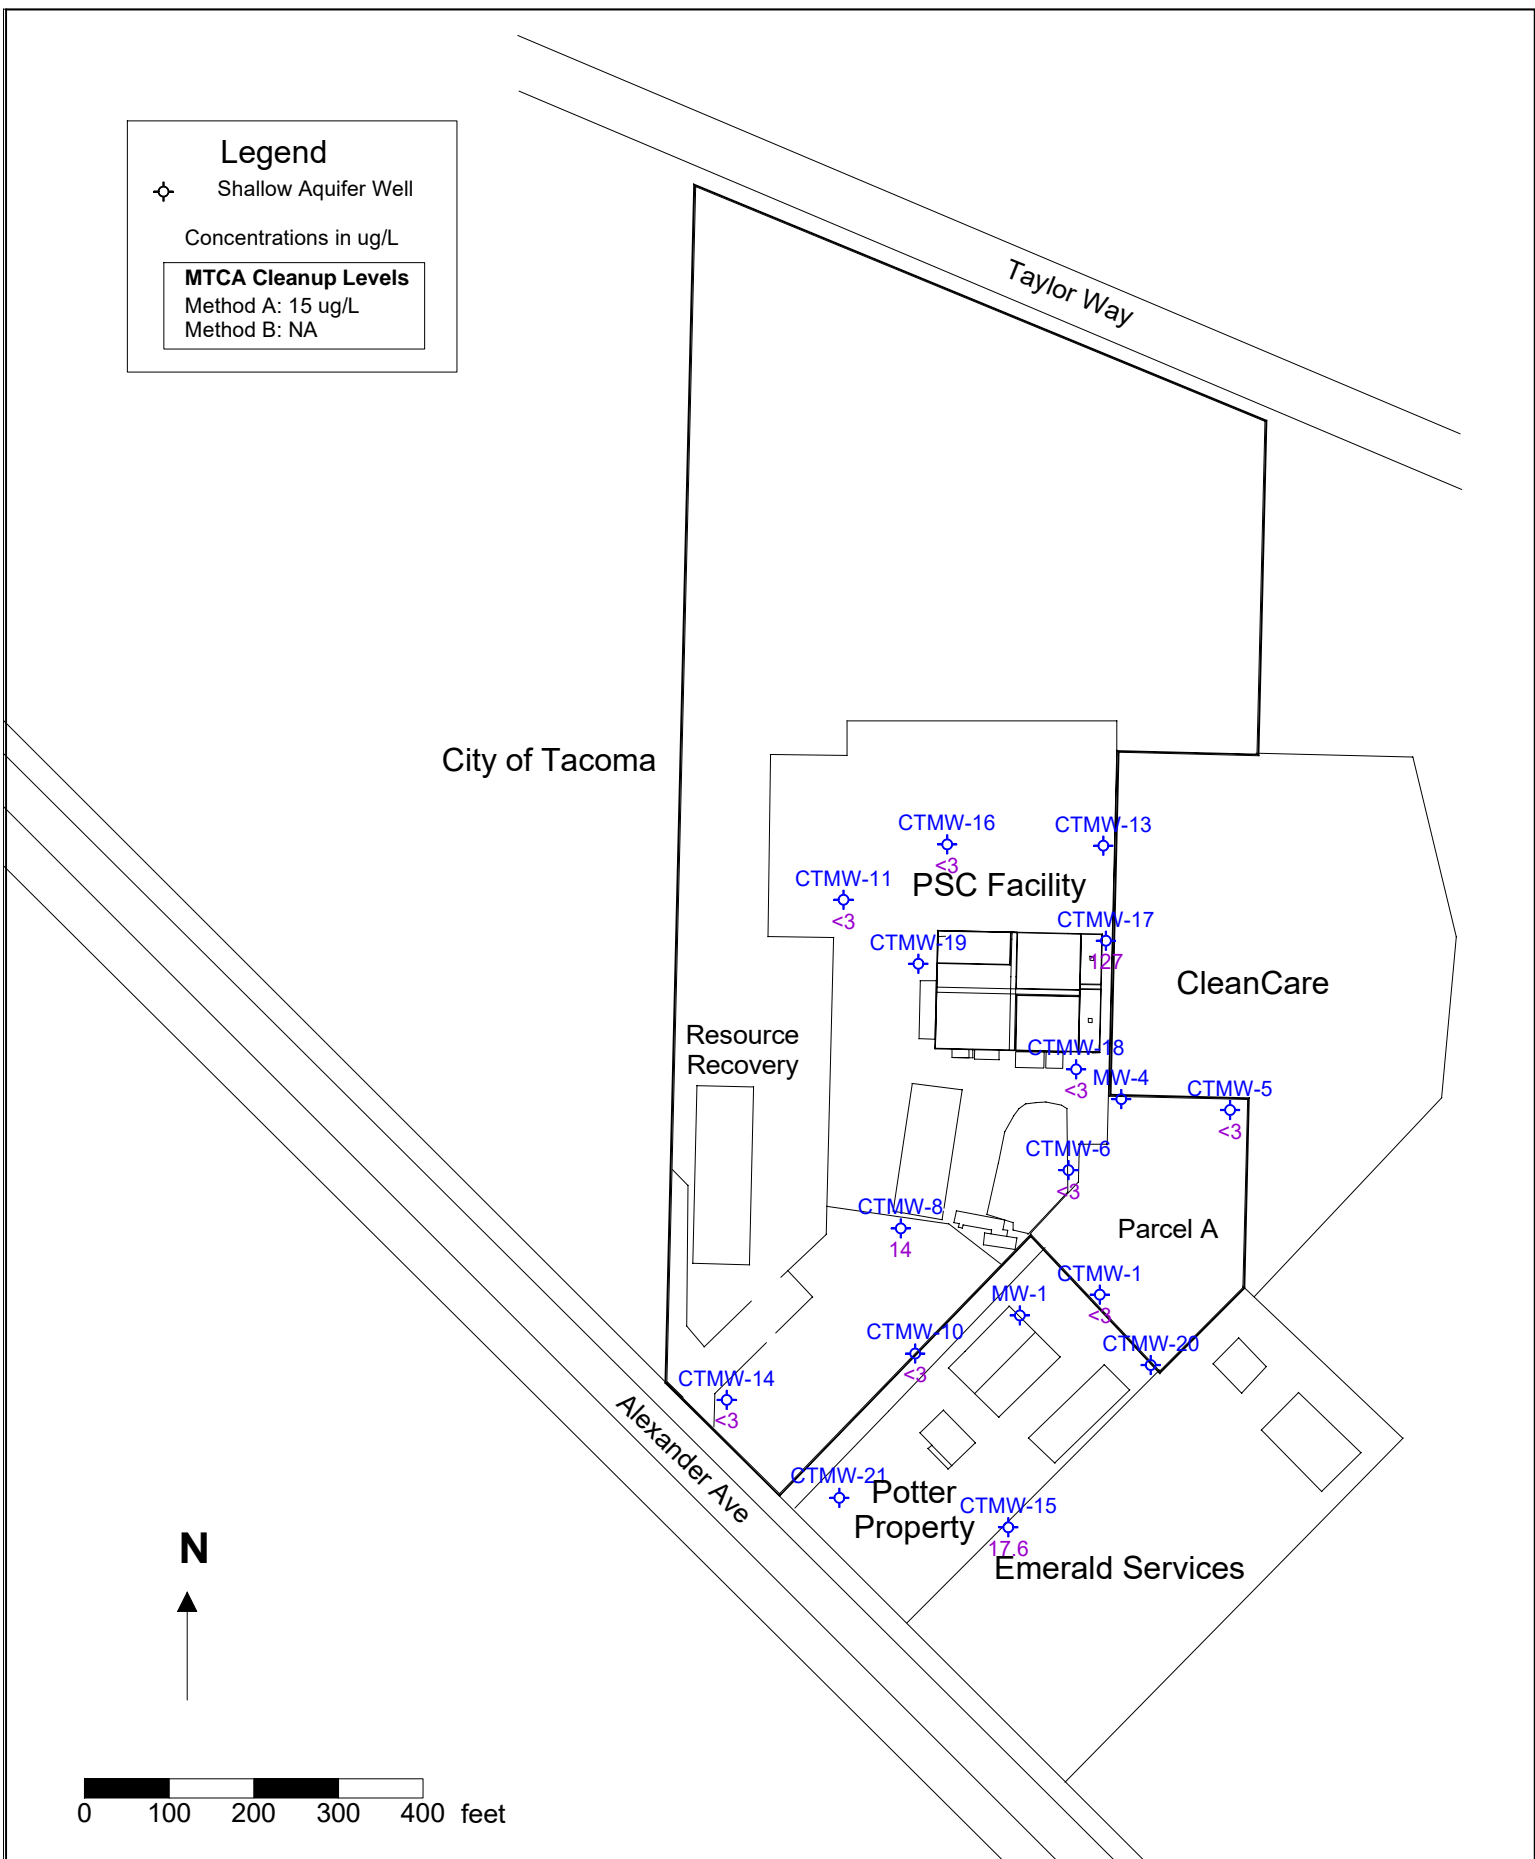 Legend
Shallow Aquifer Well
Concentrations in ug/L
MTCA Cleanup Levels
Method A: 15 ug/L
Method B: NA
Taylor Way
City of Tacoma
CTMW-16
<3
CTMW-13
CTMW-11
<3
PSC Facility
CTMW-17
127
CTMW-19
CleanCare
Resource
Recovery
CTMW-18
<3
MW-4
CTMW-5
<3
CTMW-6
<3
CTMW-8
14
Parcel A
CTMW-1
<3
MW-1
CTMW-10
<3
CTMW-20
CTMW-14
<3
Alexander Ave
CTMW-21
Potter
Property
CTMW-15
17.6
Emerald Services
N
0 100 200 300 400 feet